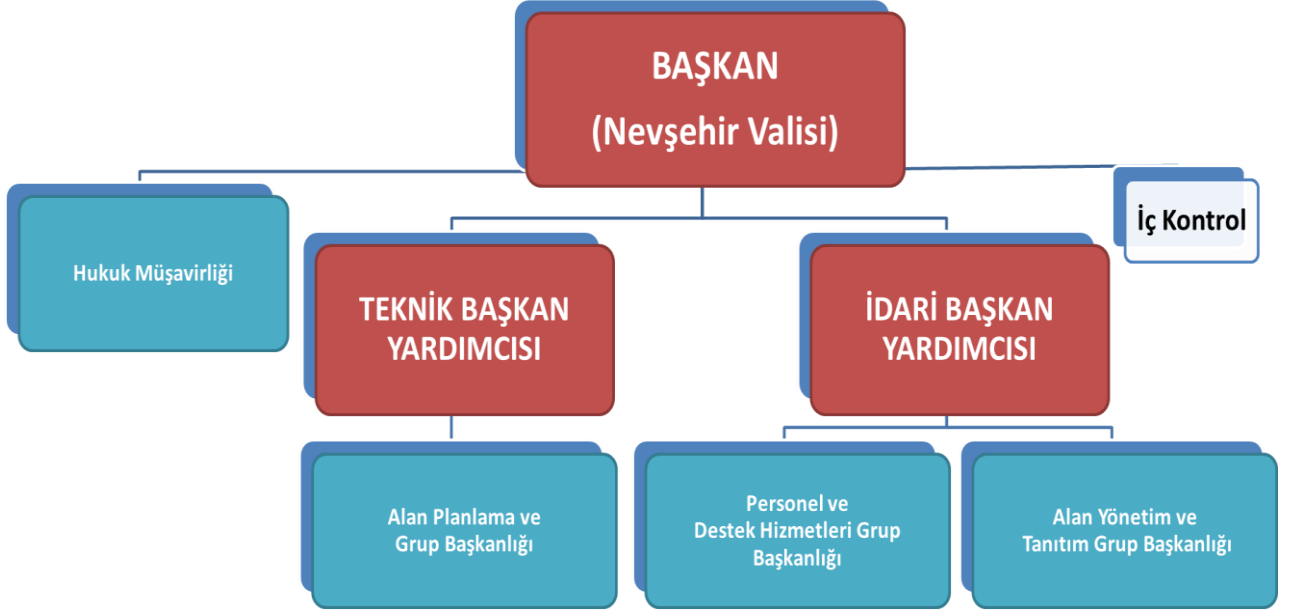 BAŞKAN
(Nevşehir Valisi)
Hukuk Müşavirliği
İç Kontrol
TEKNİK BAŞKAN
YARDIMCISI
İDARİ BAŞKAN
YARDIMCISI
Alan Planlama ve
Grup Başkanlığı
Personel ve
Destek Hizmetleri Grup
Başkanlığı
Alan Yönetim ve
Tanıtım Grup Başkanlığı